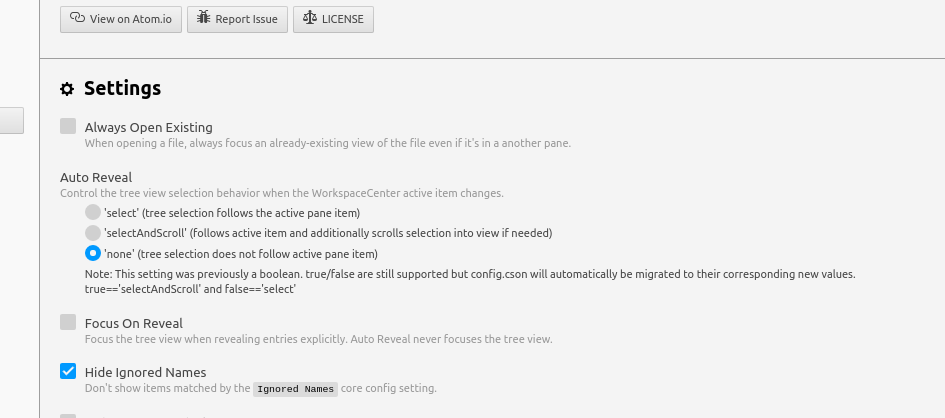 View on Atom.io Report Issue LICENSE
Settings
Always Open Existing
When opening a file, always focus an already-existing view of the file even if it's in a another pane.
Auto Reveal
Control the tree view selection behavior when the WorkspaceCenter active item changes.
'select' (tree selection follows the active pane item)
'selectAndScroll' (follows active item and additionally scrolls selection into view if needed)
'none' (tree selection does not follow active pane item)
Note: This setting was previously a boolean. true/false are still supported but config.cson will automatically be migrated to their corresponding new values.
true=='selectAndScroll' and false=='select'
Focus On Reveal
Focus the tree view when revealing entries explicitly. Auto Reveal never focuses the tree view.
Hide Ignored Names
Don't show items matched by the Ignored Names core config setting.